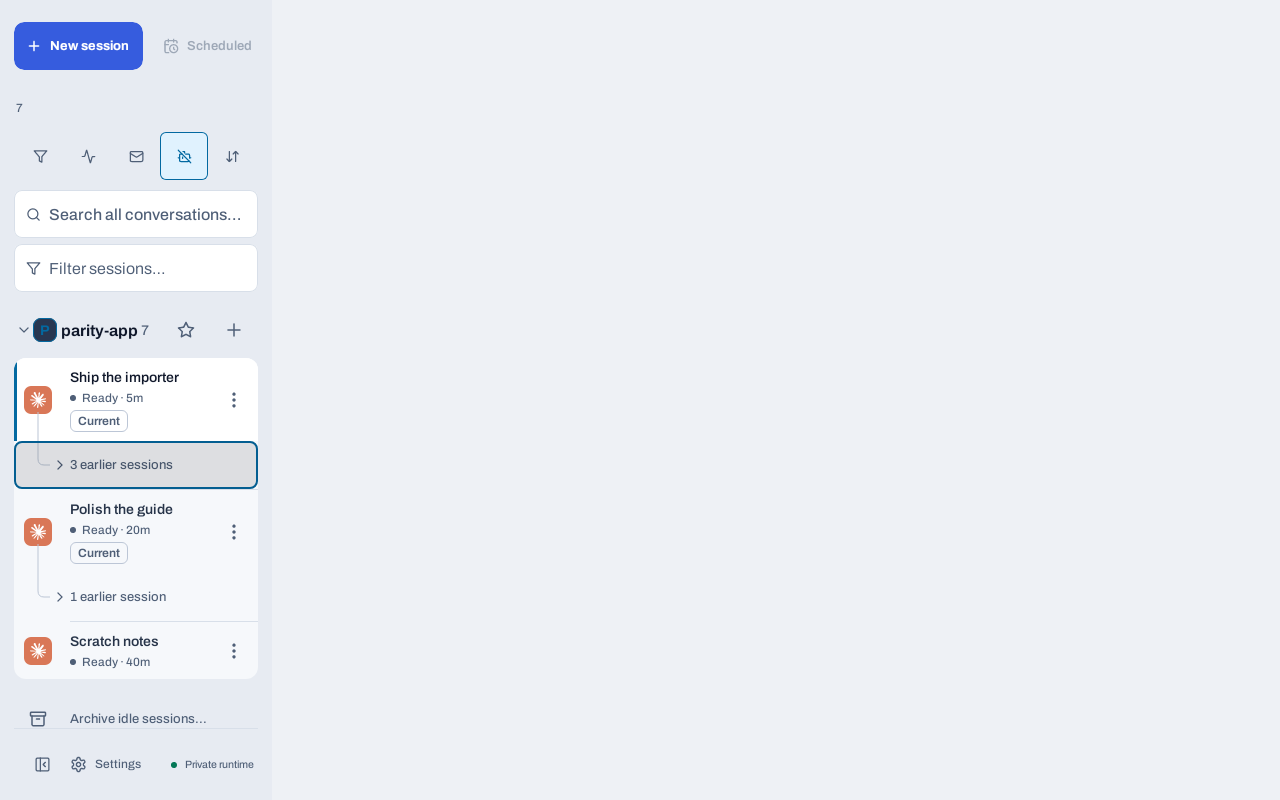 New session
Scheduled
7
Search all conversations...
Filter sessions...
P parity-app 7
Ship the importer
Ready · 5m
Current
3 earlier sessions
Polish the guide
Ready · 20m
Current
1 earlier session
Scratch notes
Ready · 40m
Archive idle sessions...
Settings
Private runtime